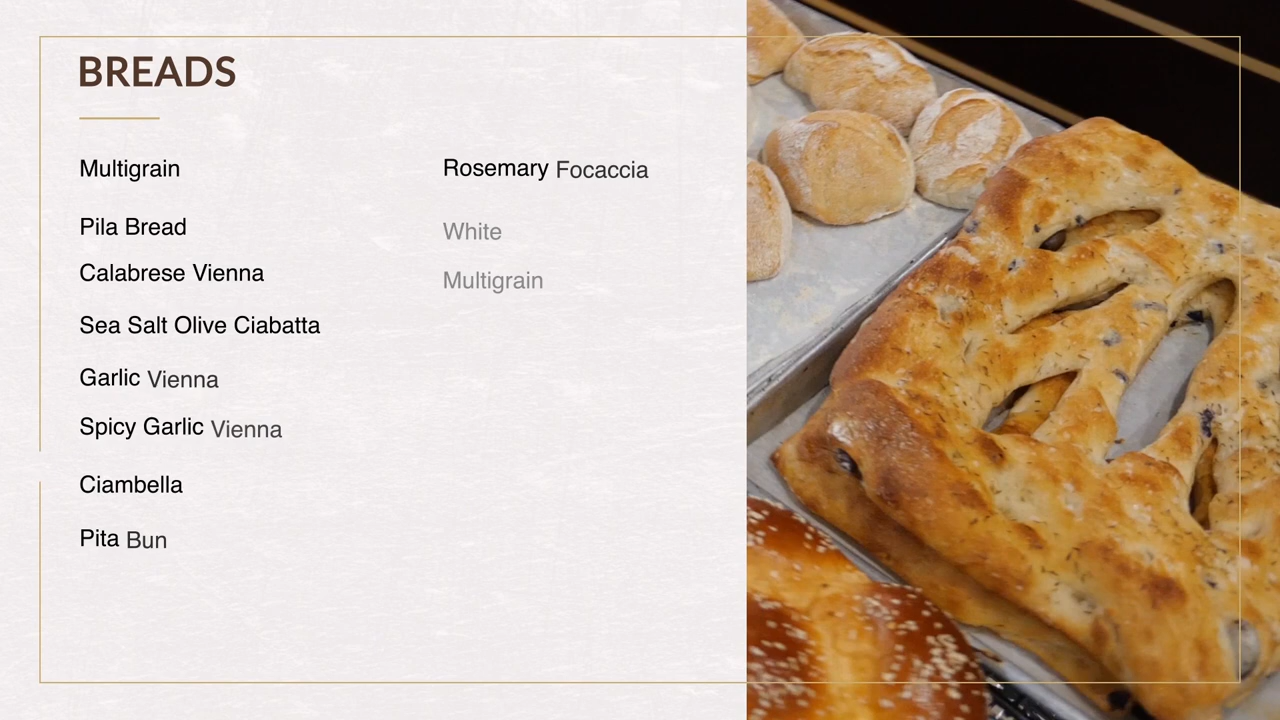 BREADS
Multigrain
Pila Bread
Calabrese Vienna
Sea Salt Olive Ciabatta
Garlic Vienna
Spicy Garlic Vienna
Ciambella
Pita Bun
Rosemary Focaccia
White
Multigrain